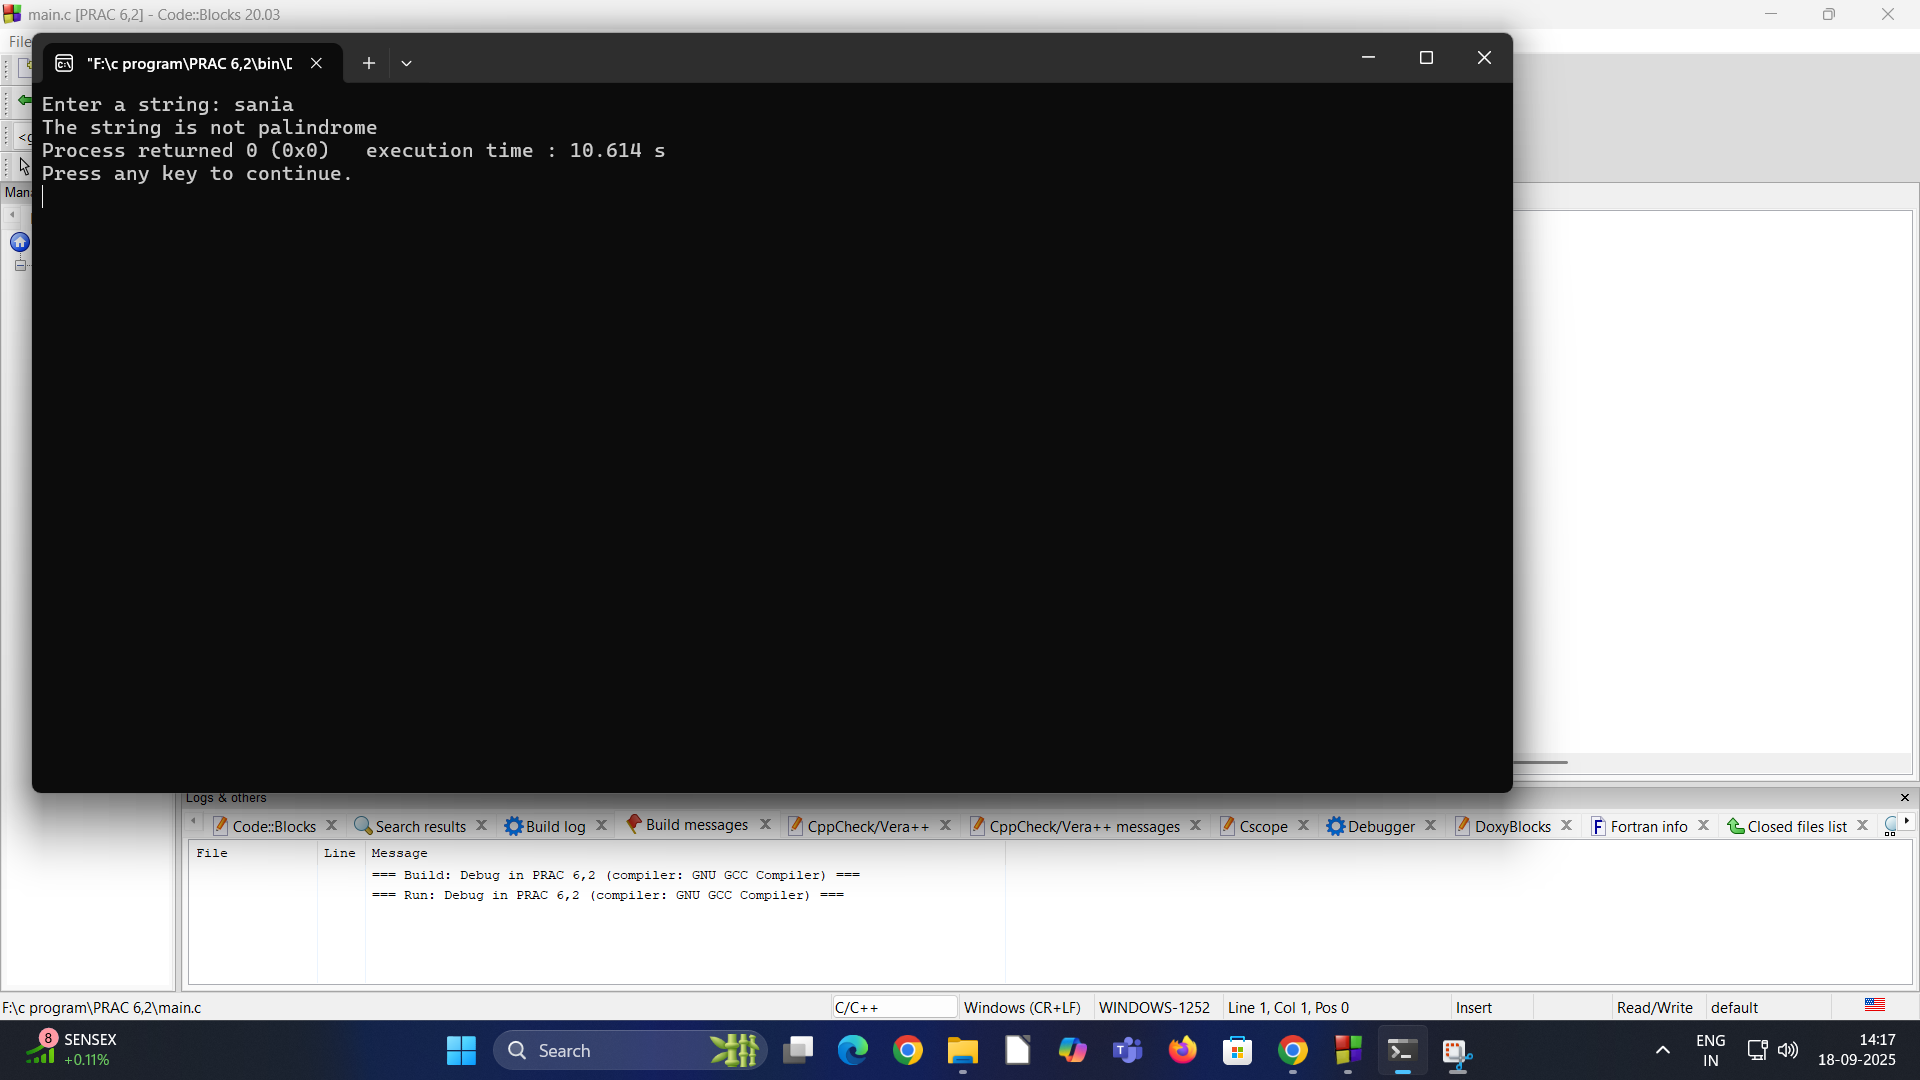 main.c [PRAC 6,2] - Code::Blocks 20.03
File
"F:\c program\PRAC 6,2\bin\D
Enter a string: sania
The string is not palindrome
Process returned 0 (0x0)   execution time : 10.614 s
Press any key to continue.
Mana
Logs & others
Code::Blocks
Search results
Build log
Build messages
CppCheck/Vera++
CppCheck/Vera++ messages
Cscope
Debugger
DoxyBlocks
Fortran info
Closed files list
File Line Message
=== Build: Debug in PRAC 6,2 (compiler: GNU GCC Compiler) ===
=== Run: Debug in PRAC 6,2 (compiler: GNU GCC Compiler) ===
F:\c program\PRAC 6,2\main.c
C/C++
Windows (CR+LF)
WINDOWS-1252
Line 1, Col 1, Pos 0
Insert
Read/Write
default
8
SENSEX
+0.11%
Search
ENG
IN
14:17
18-09-2025